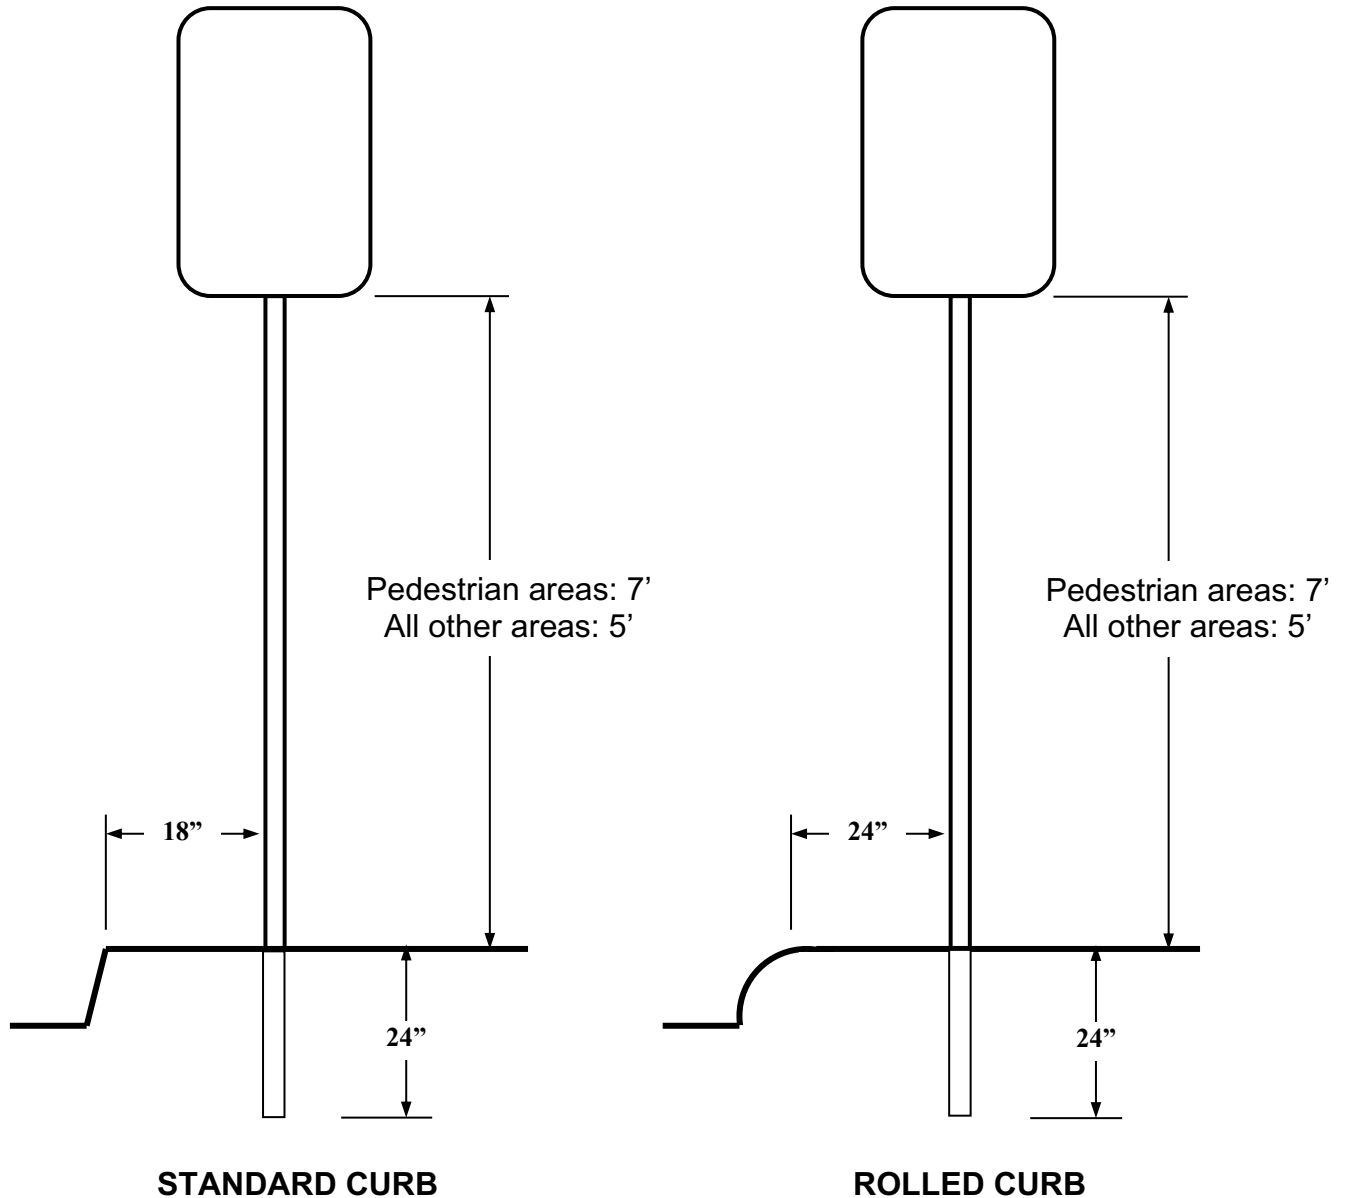 Pedestrian areas: 7’
All other areas: 5’
Pedestrian areas: 7’
All other areas: 5’
18”
24”
24”
24”
STANDARD CURB
ROLLED CURB